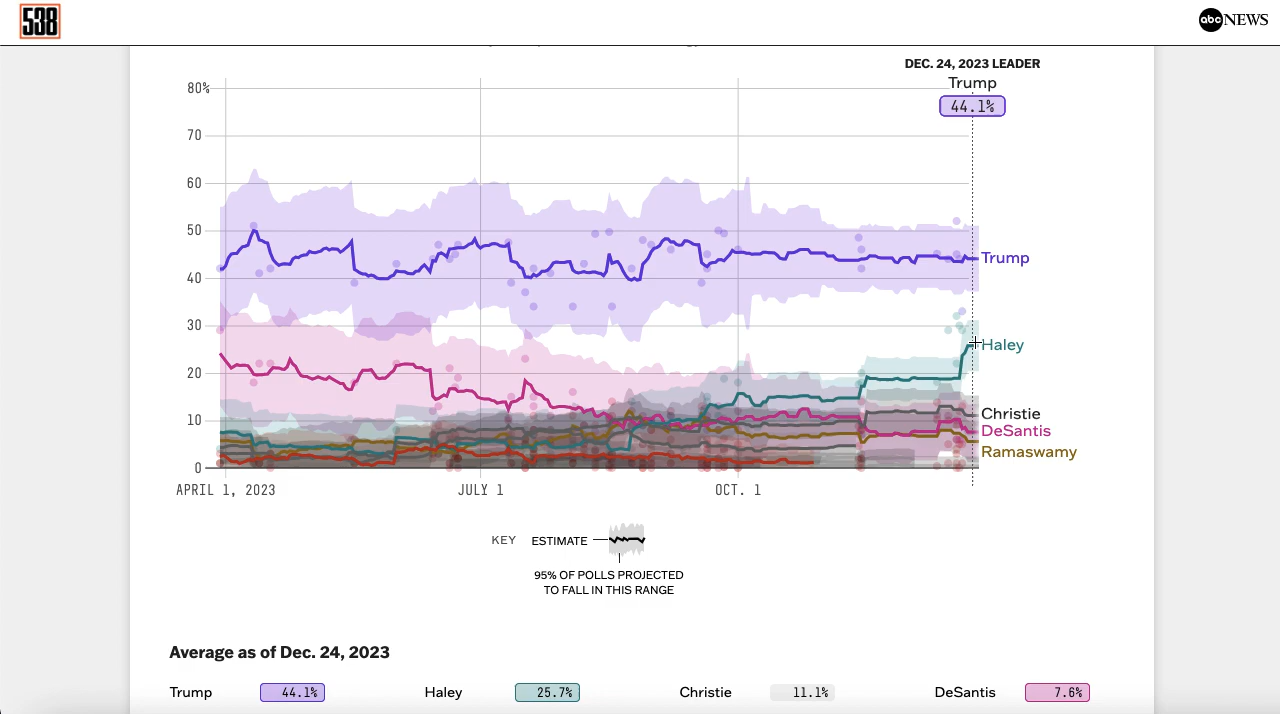 538
abc NEWS
DEC. 24, 2023 LEADER
Trump
44.1%
80%
70
60
50
40
30
20
10
0
Trump
Haley
Christie
DeSantis
Ramaswamy
APRIL 1, 2023 JULY 1 OCT. 1
KEY ESTIMATE
95% OF POLLS PROJECTED
TO FALL IN THIS RANGE
Average as of Dec. 24, 2023
Trump 44.1% Haley 25.7% Christie 11.1% DeSantis 7.6%